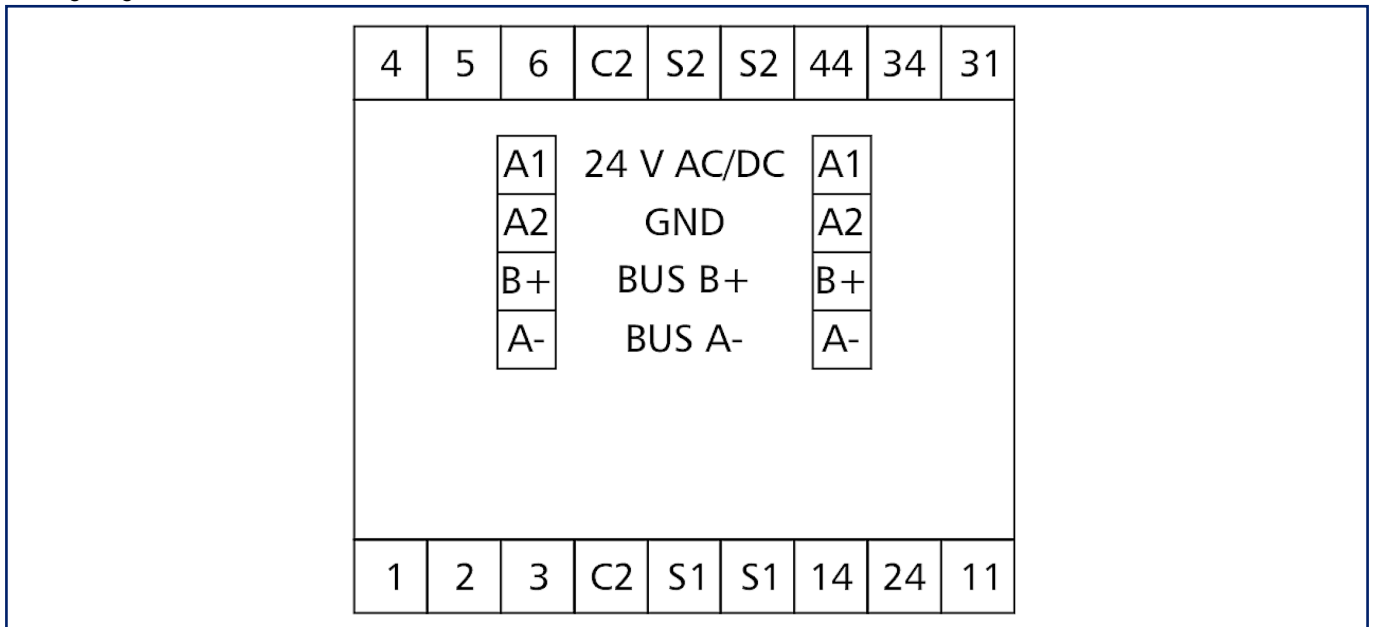 4 5 6 C2 S2 S2 44 34 31
A1 24 V AC/DC A1
A2 GND A2
B+ BUS B+ B+
A- BUS A- A-
1 2 3 C2 S1 S1 14 24 11